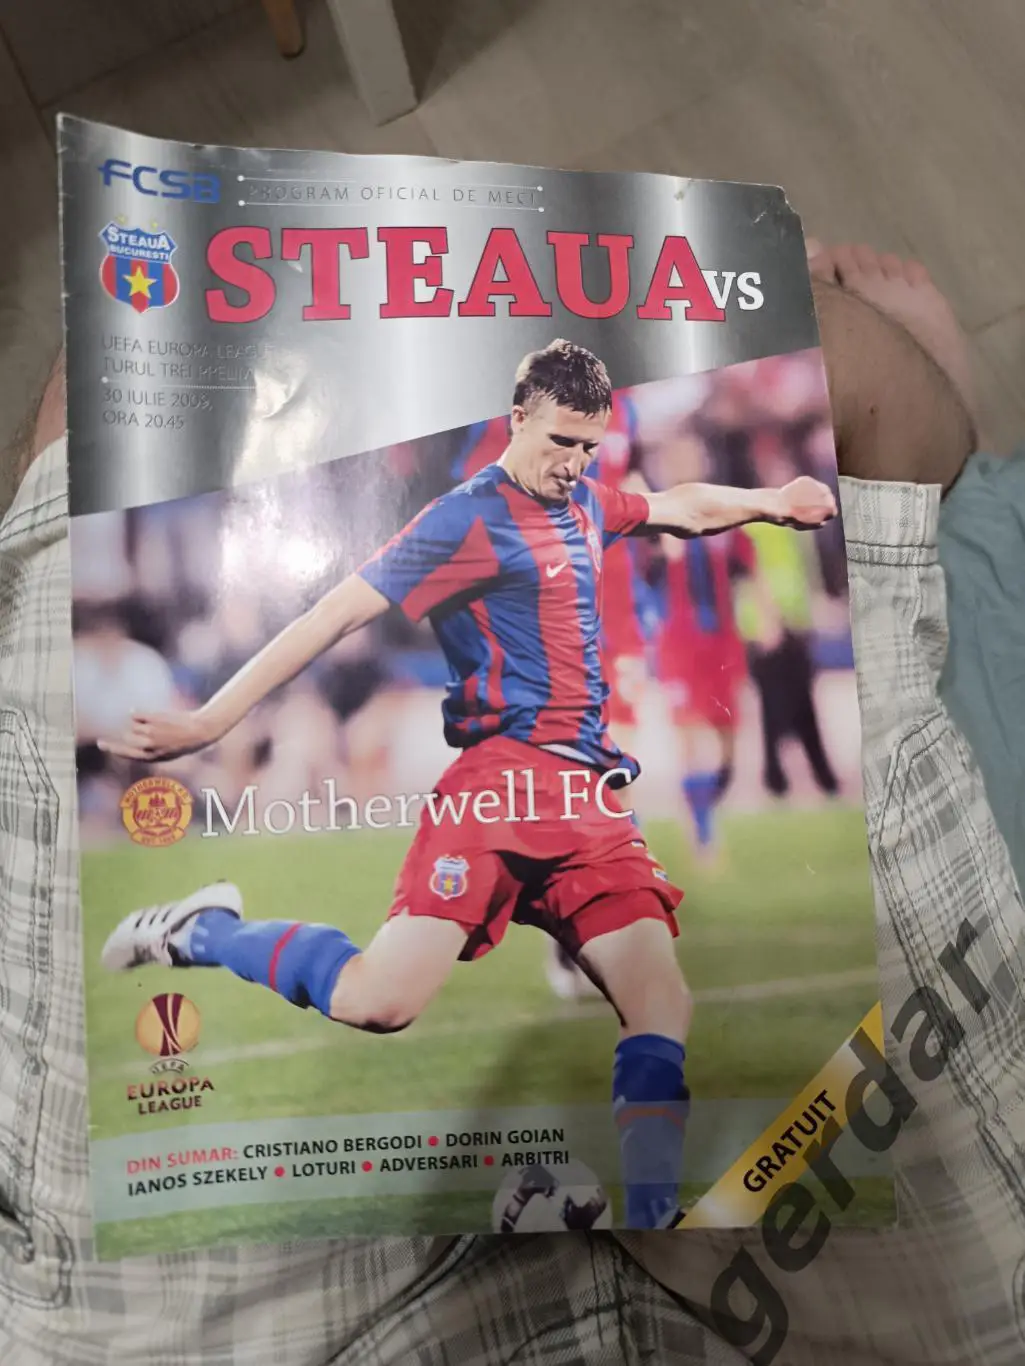 FCSB
PROGRAM OFICIAL DE MECI
STEAUA
BUCURESTI
STEAUA VS
UEFA EUROPA LEAGUE
TURUL TREI PRELIM
30 IULIE 2009,
ORA 20.45
MOTHERWELL F.C.
Motherwell FC
UEFA
EUROPA
LEAGUE
DIN SUMAR: CRISTIANO BERGODI • DORIN GOIAN
IANOS SZEKELY • LOTURI • ADVERSARI • ARBITRI
GRATUIT
gerdar